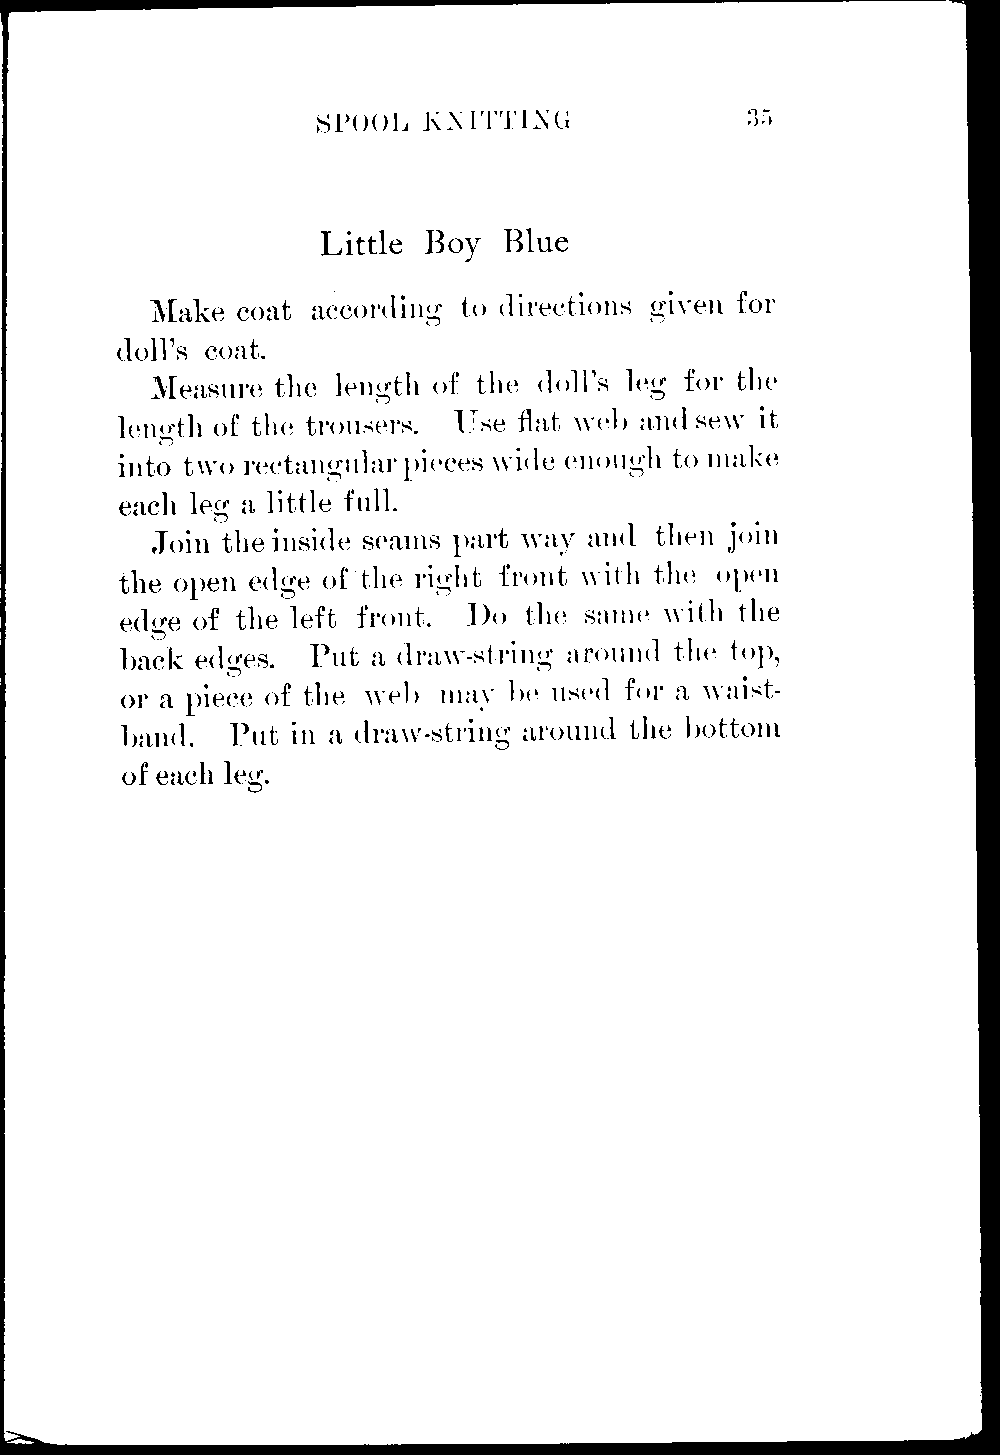 SPOOL KNITTING 35
Little Boy Blue
Make coat according to directions given for
doll's coat.
Measure the length of the doll's leg for the
length of the trousers. Use flat web and sew it
into two rectangular pieces wide enough to make
each leg a little full.
Join the inside seams part way and then join
the open edge of the right front with the open
edge of the left front. Do the same with the
back edges. Put a draw-string around the top,
or a piece of the web may be used for a waist-
band. Put in a draw-string around the bottom
of each leg.